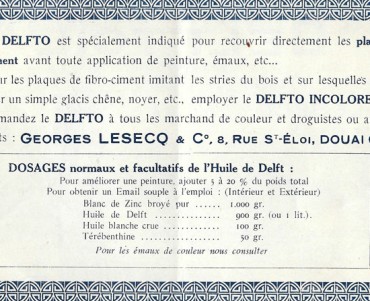 DELFTO est spécialement indiqué pour recouvrir directement les
avant toute application de peinture, émaux, etc...
ur les plaques de fibro-ciment imitant les stries du bois et sur lesquelles
er un simple glacis chêne, noyer, etc., employer le DELFTO INCOLORE
mandez le DELFTO à tous les marchand de couleur et droguistes ou a
ts : GEORGES LESECQ & Cº, 8, RUE ST-ÉLOI, DOUAI
DOSAGES normaux et facultatifs de l'Huile de Delft :
Pour améliorer une peinture, ajouter 5 à 20 % du poids total
Pour obtenir un Email souple à l'emploi : (Intérieur et Extérieur)
Blanc de Zinc broyé pur ...... 1.000 gr.
Huile de Delft ............... 900 gr. (ou 1 lit.)
Huile blanche crue ........... 100 gr.
Térébenthine ................. 50 gr.
Pour les émaux de couleur nous consulter